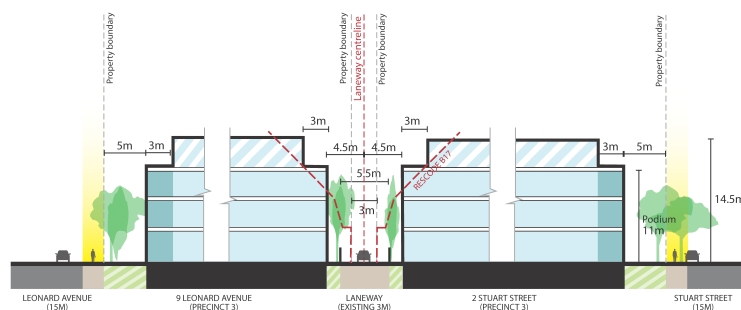 Property boundary
Property boundary
Laneway centreline
Property boundary
Property boundary
3m
3m
5m
3m
4.5m
4.5m
3m
5m
RESCODE B17
5.5m
3m
14.5m
Podium
11m
LEONARD AVENUE
(15M)
9 LEONARD AVENUE
(PRECINCT 3)
LANEWAY
(EXISTING 3M)
2 STUART STREET
(PRECINCT 3)
STUART STREET
(15M)